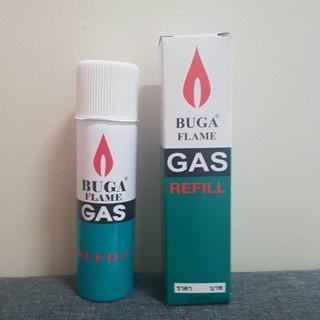 BUGA®
FLAME
GAS
REFILL
BUGA®
FLAME
GAS
REFILL
ราคา บาท